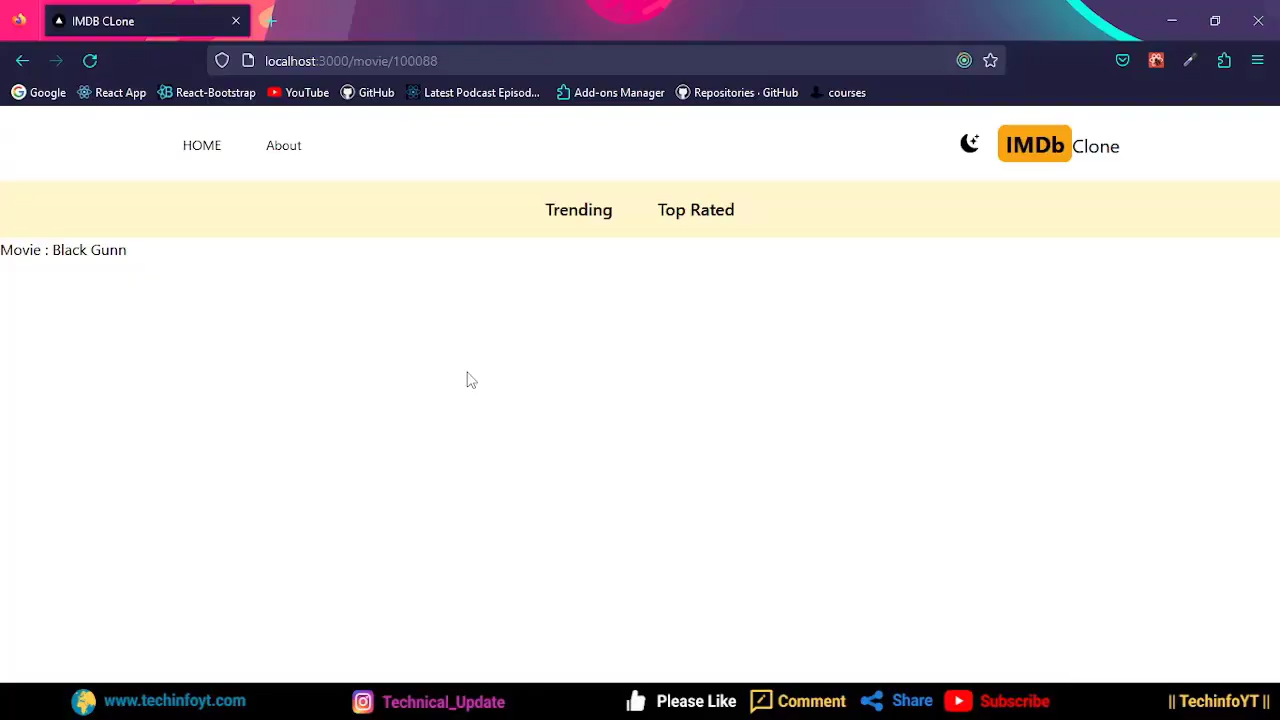 IMDB CLone
localhost:3000/movie/100088
Google React App React-Bootstrap YouTube GitHub Latest Podcast Episod... Add-ons Manager Repositories · GitHub courses
HOME About IMDb Clone
Trending Top Rated
Movie : Black Gunn
www.techinfoyt.com Technical_Update Please Like Comment Share Subscribe || TechinfoYT ||